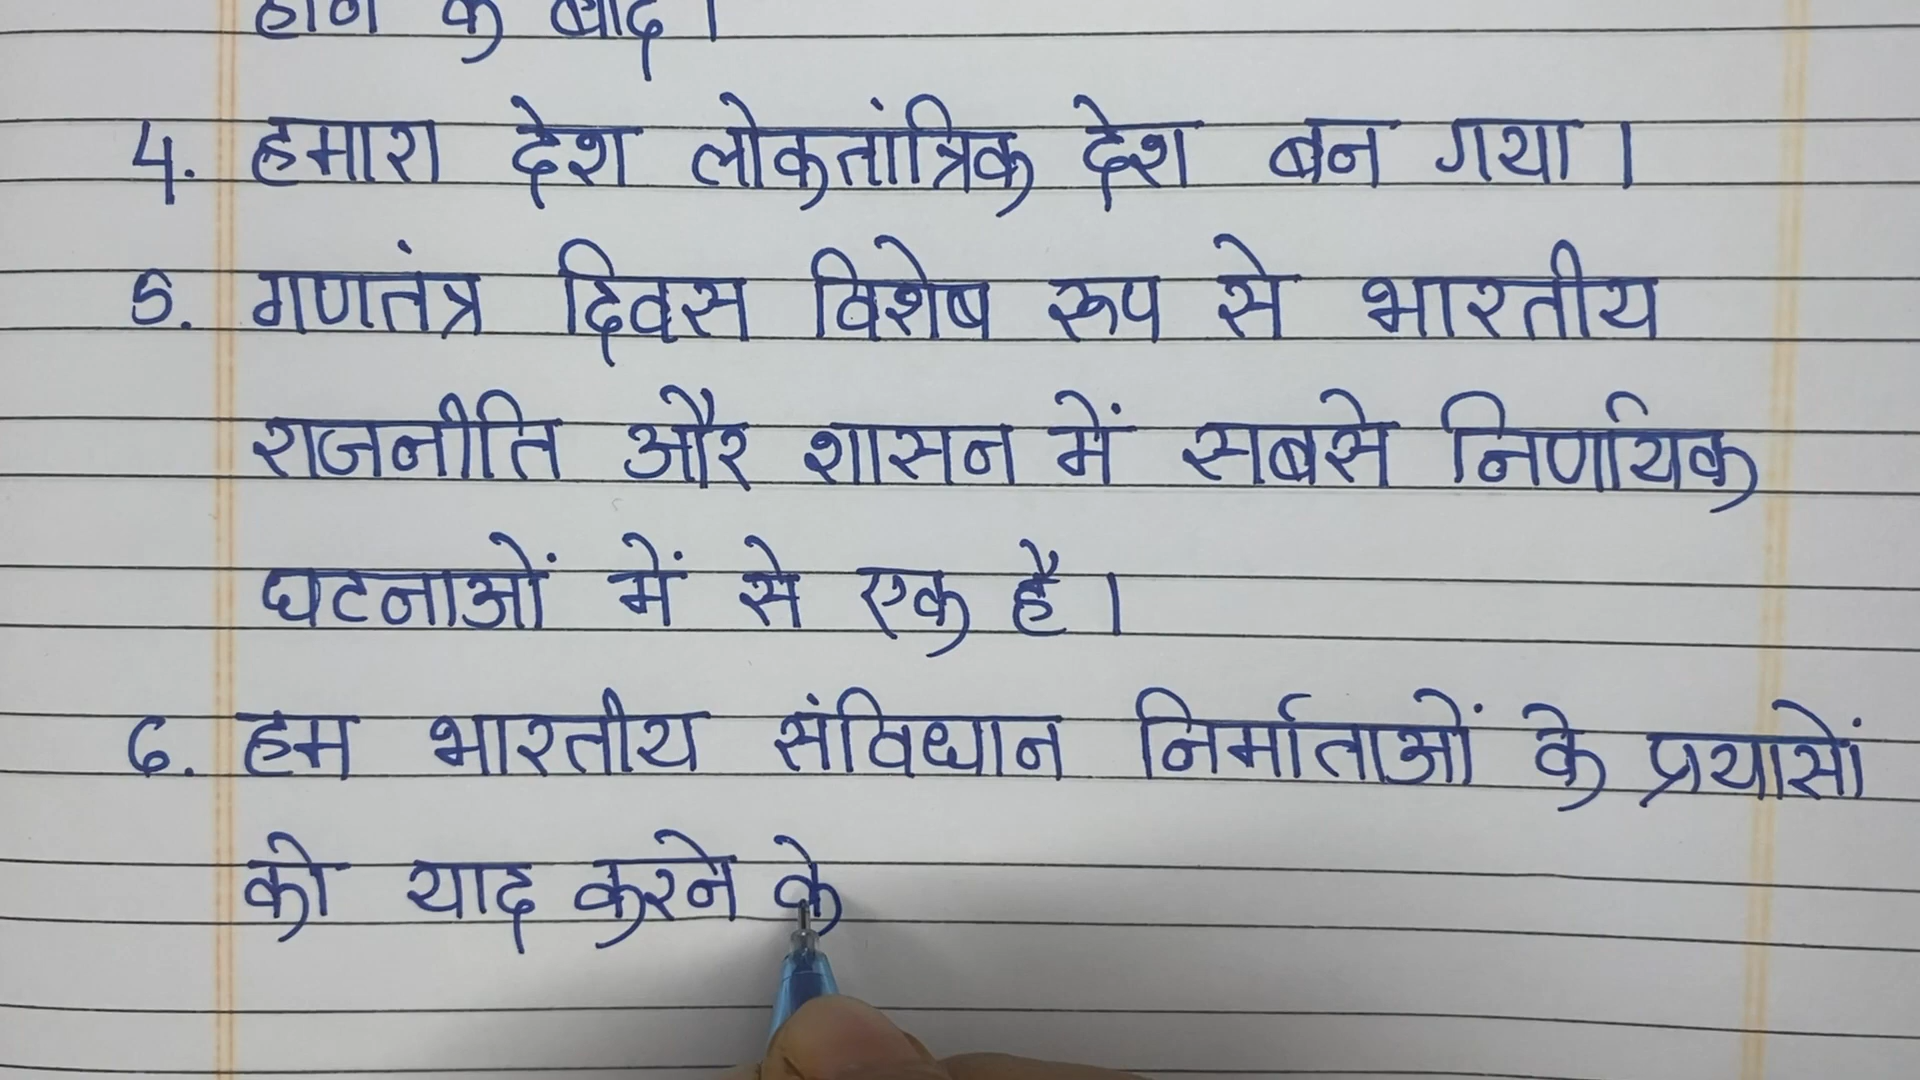 होने के बाद।
4. हमारा देश लोकतांत्रिक देश बन गया।
5. गणतंत्र दिवस विशेष रूप से भारतीय
राजनीति और शासन में सबसे निर्णायक
घटनाओं में से एक है।
6. हम भारतीय संविधान निर्माताओं के प्रयासों
को याद करने के